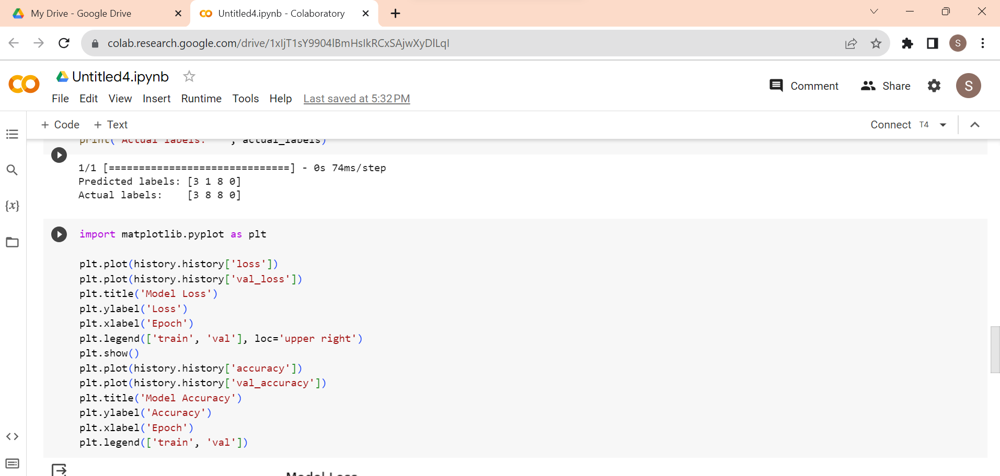 My Drive - Google Drive
Untitled4.ipynb - Colaboratory
colab.research.google.com/drive/1xIjT1sY9904lBmHsIkRCxSAjwXyDlLqI
S
Untitled4.ipynb
Comment
Share
S
File Edit View Insert Runtime Tools Help Last saved at 5:32 PM
+ Code + Text
Connect T4
print("Actual labels: ", actual_labels)
1/1 [==============================] - 0s 74ms/step
Predicted labels: [3 1 8 0]
Actual labels:    [3 8 8 0]
{x}
import matplotlib.pyplot as plt
plt.plot(history.history['loss'])
plt.plot(history.history['val_loss'])
plt.title('Model Loss')
plt.ylabel('Loss')
plt.xlabel('Epoch')
plt.legend(['train', 'val'], loc='upper right')
plt.show()
plt.plot(history.history['accuracy'])
plt.plot(history.history['val_accuracy'])
plt.title('Model Accuracy')
plt.ylabel('Accuracy')
plt.xlabel('Epoch')
plt.legend(['train', 'val'])
Model Loss